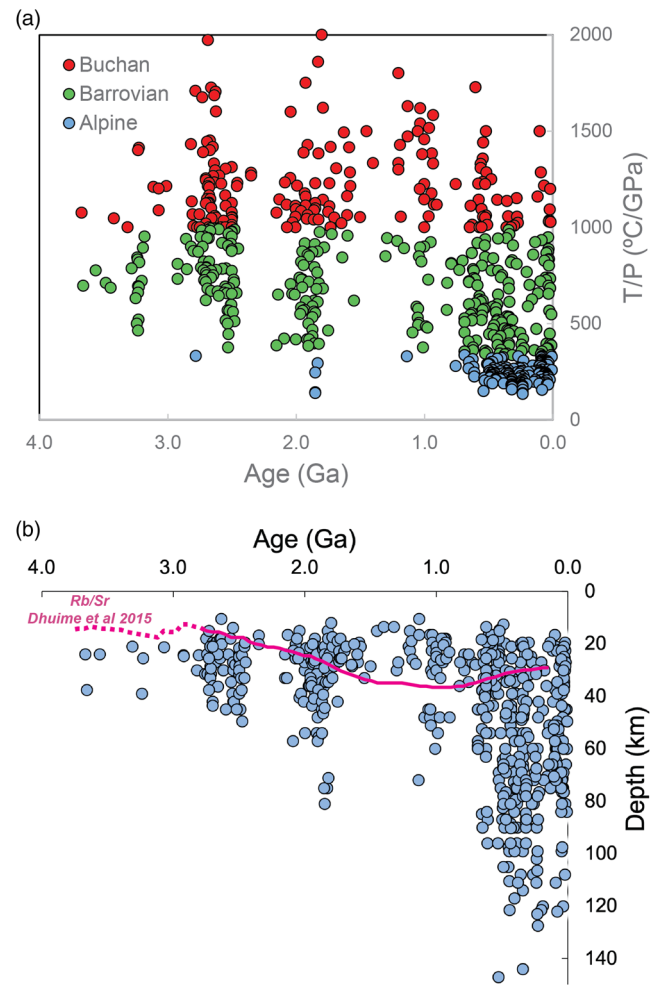 (a)
Buchan
Barrovian
Alpine
2000
1500
1000
500
0
T/P (ºC/GPa)
4.0 3.0 2.0 1.0 0.0
Age (Ga)
(b)
Age (Ga)
4.0 3.0 2.0 1.0 0.0
Rb/Sr
Dhuime et al 2015
0
20
40
60
80
100
120
140
Depth (km)